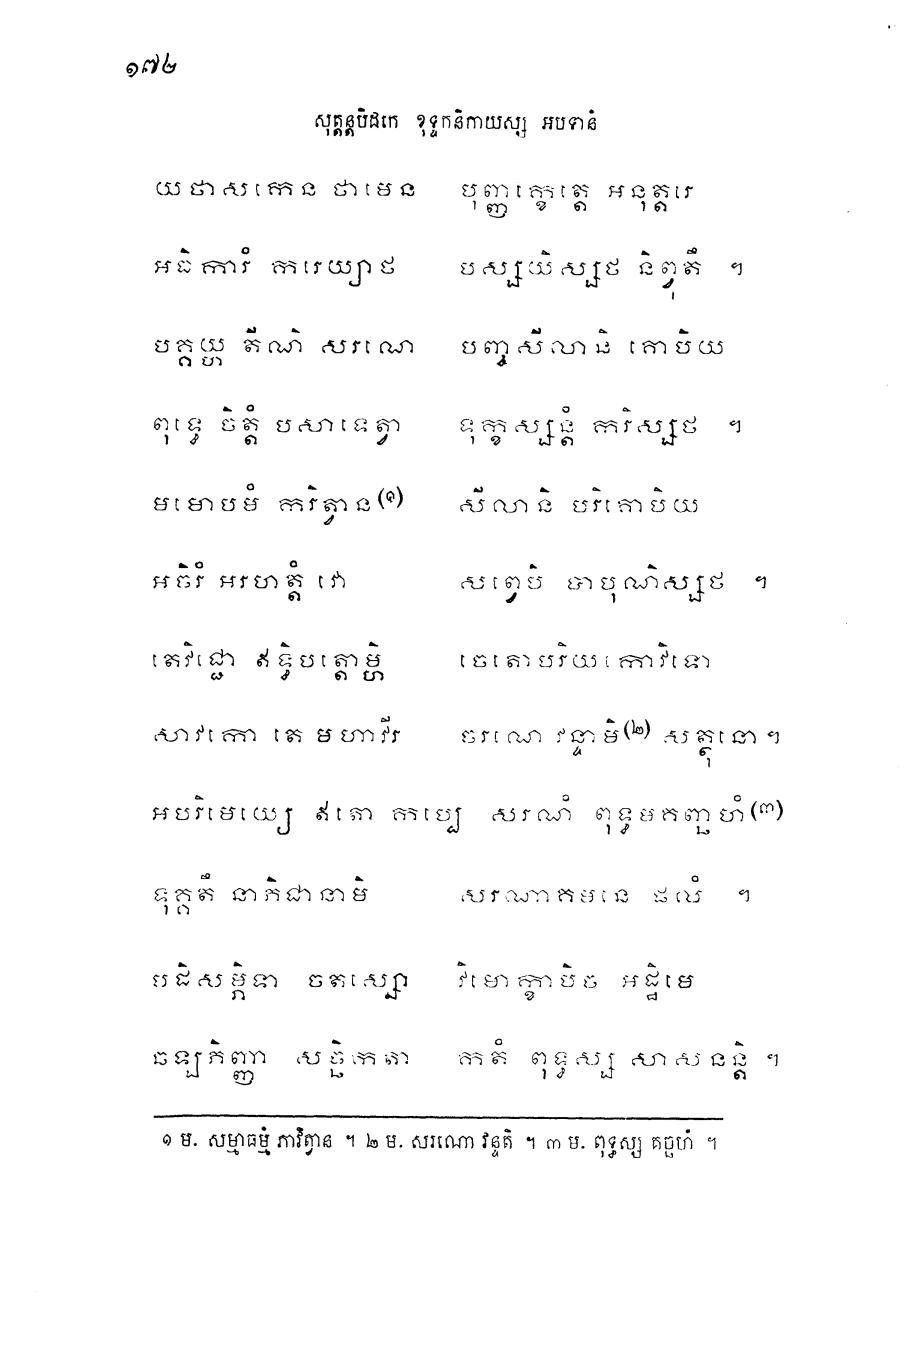 ១៧២
សុត្តន្តបិដកេ ខុទ្ទកនិកាយស្ស អបទានំ
យថាសកេន ថាមេន បុញ្ញក្ខេត្តេ អនុត្តរេ
អធិការំ ករេយ្យាថ បស្សយិស្សថ និព្វុតឹ ។
បគ្គយ្ហ តីណិ សរណេ បញ្ចសីលានិ គោបិយ
ពុទ្ធេ ចិត្តំ បសាទេត្វា ទុក្ខស្សន្តំ ករិស្សថ ។
មមោបមំ ករិត្វាន(១) សីលានិ បរិគោបិយ
អចិរំ អរហត្តំ វោ សព្វេបិ បាបុណិស្សថ ។
តេវិជ្ជោ ឥទ្ធិបត្តោម្ហិ ចេតោបរិយកោវិទោ
សាវកោ តេ មហាវីរ ចរណេ វន្ទាមិ(២) សត្ថុនោ ។
អបរិមេយ្យេ ឥតោ កប្បេ សរណំ ពុទ្ធមគញ្ឆហំ(៣)
ទុគ្គតឹ នាភិជានាមិ សរណាគមនេ ផលំ ។
បដិសម្ភិទា ចតស្សោ វិមោក្ខាបិច អដ្ឋិមេ
ឆឡភិញ្ញា សច្ឆិកតា កតំ ពុទ្ធស្ស សាសនន្តិ ។
១ ម. សម្មាធម្មំ ភាវិត្វាន ។ ២ ម. សរណោ វន្ទតិ ។ ៣ ម. ពុទ្ធស្ស គច្ឆហំ ។